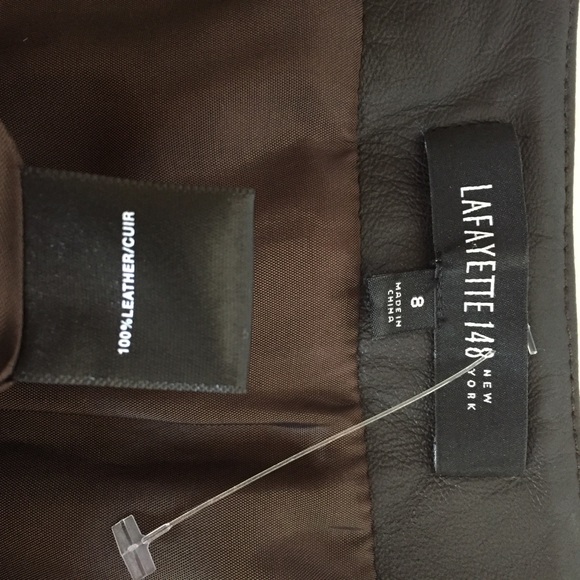 LAFAYETTE 148
NEW
YORK
8
MADE IN
CHINA
100%LEATHER/CUIR